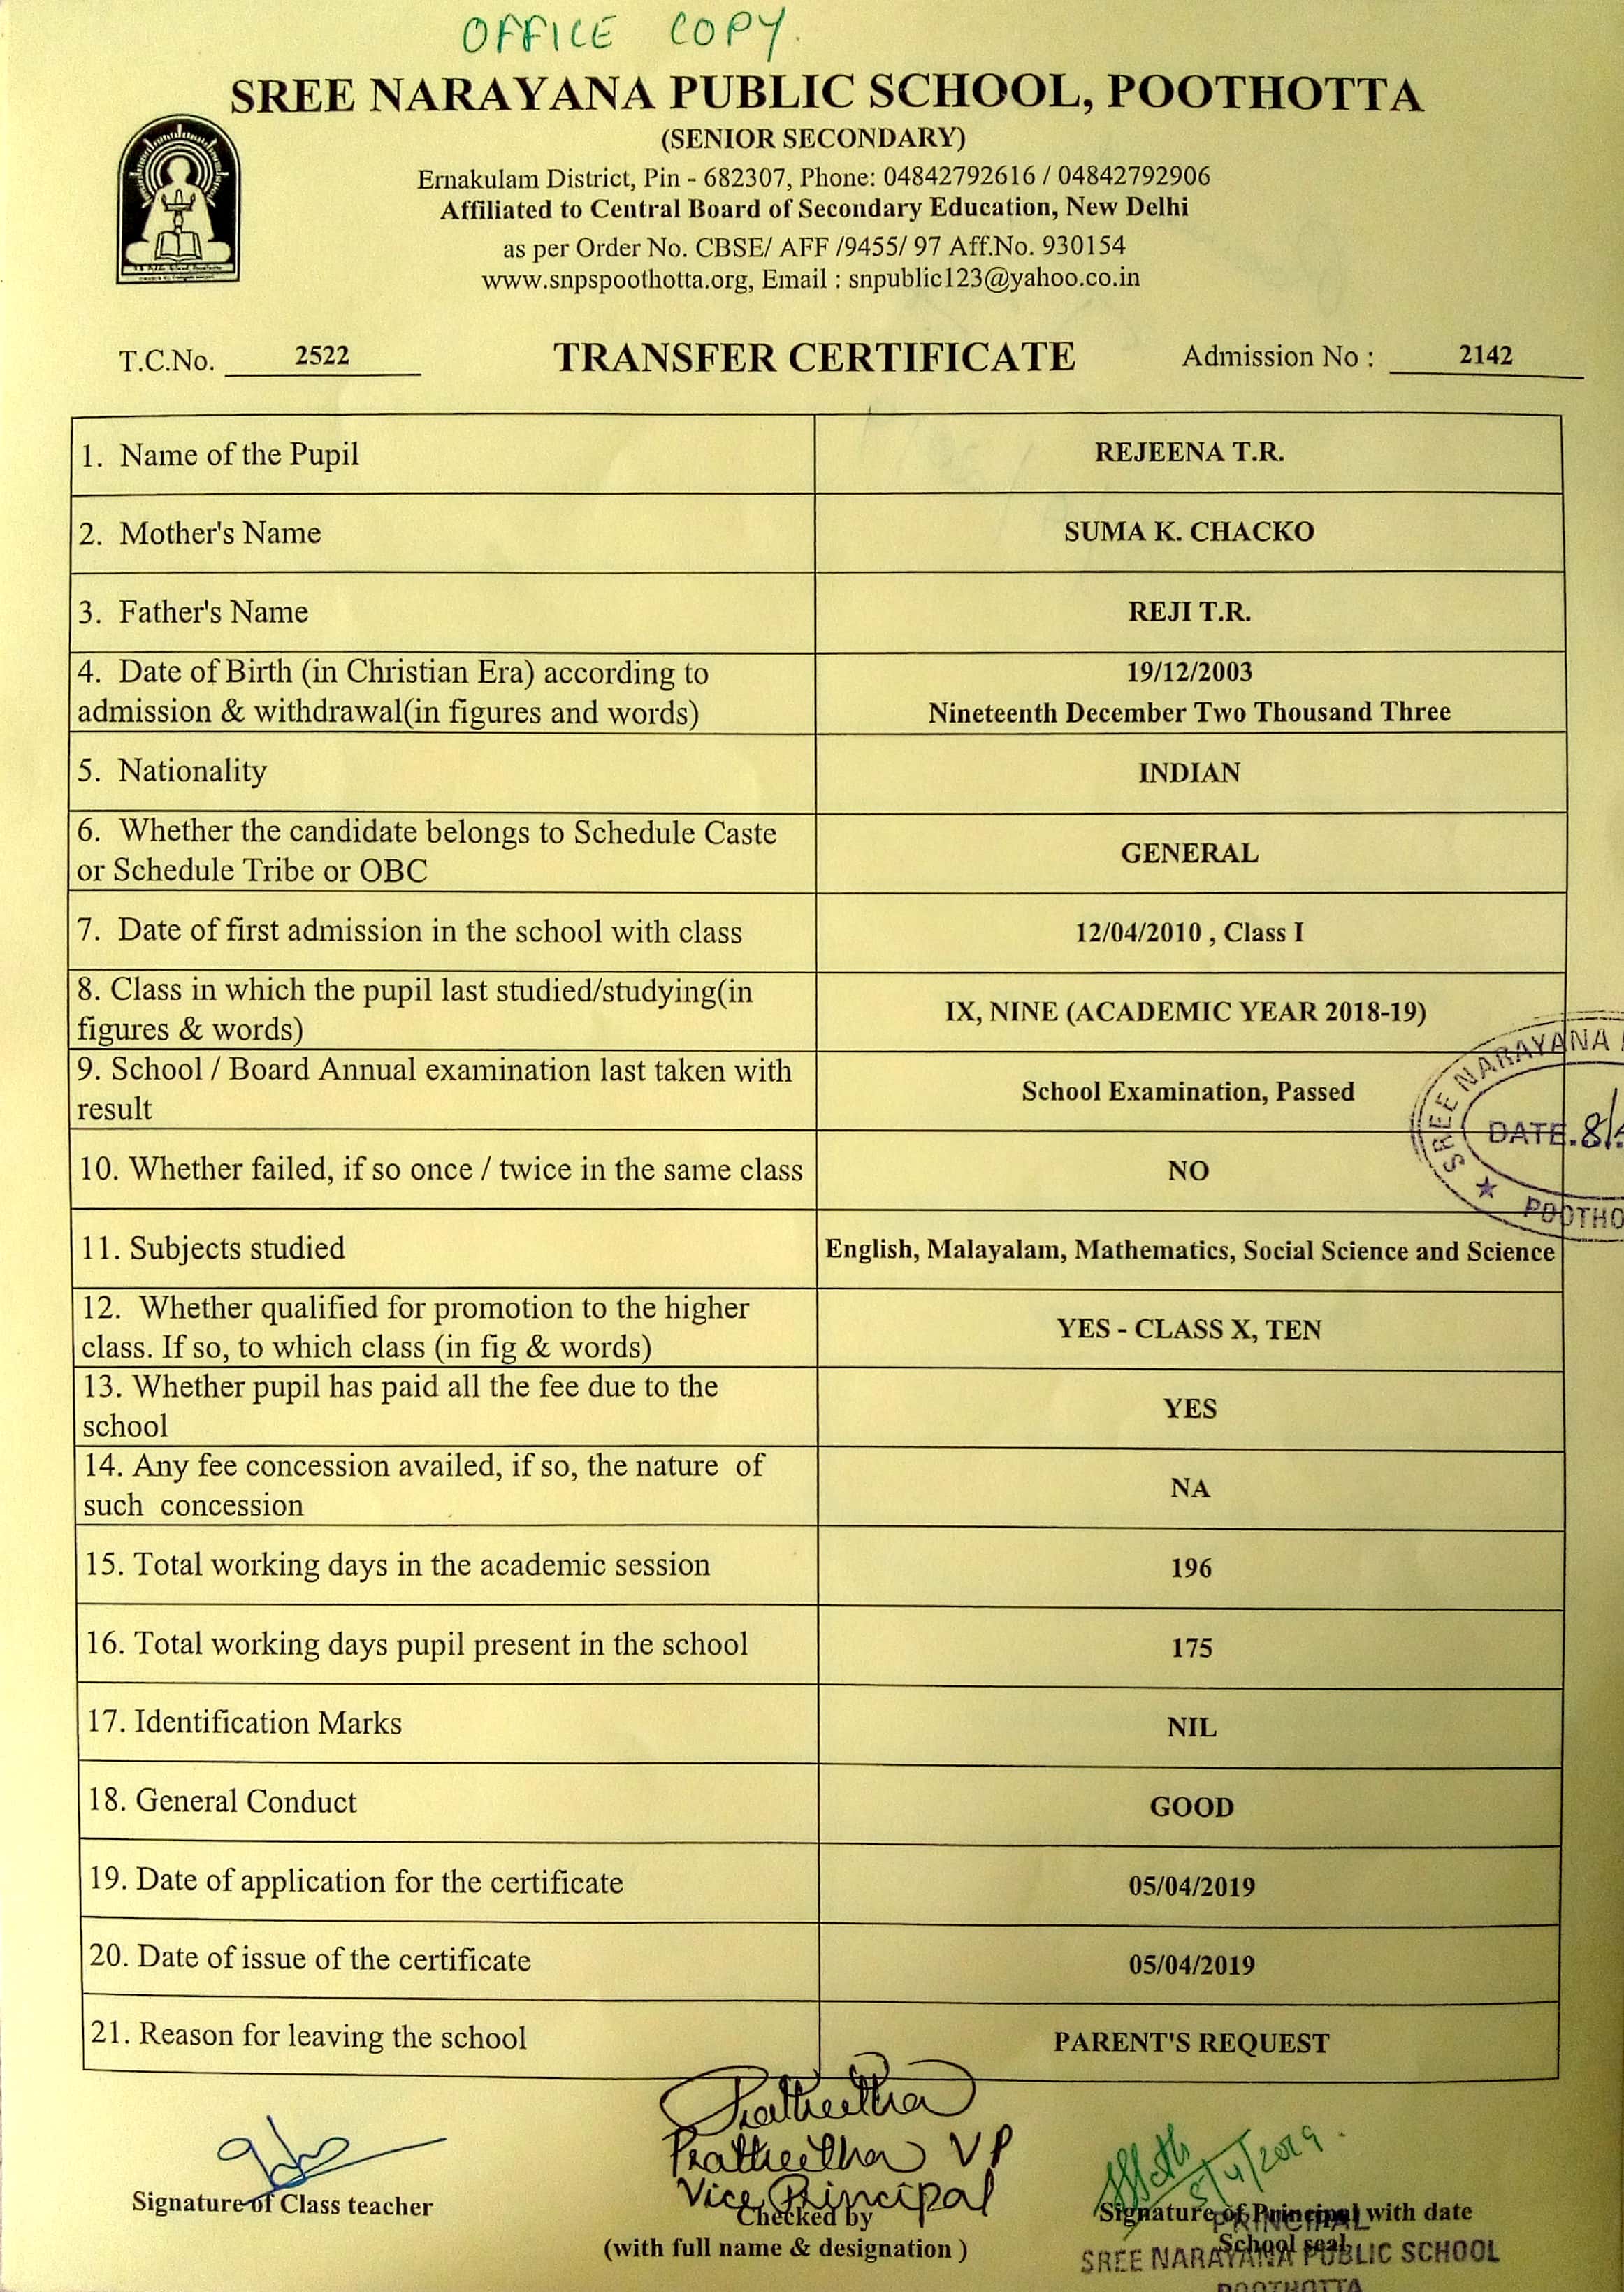 OFFICE COPY.
SREE NARAYANA PUBLIC SCHOOL, POOTHOTTA
(SENIOR SECONDARY)
Ernakulam District, Pin - 682307, Phone: 04842792616 / 04842792906
Affiliated to Central Board of Secondary Education, New Delhi
as per Order No. CBSE/ AFF /9455/ 97 Aff.No. 930154
www.snpspoothotta.org, Email : snpublic123@yahoo.co.in
T.C.No. 2522 TRANSFER CERTIFICATE Admission No : 2142
1. Name of the Pupil REJEENA T.R.
2. Mother's Name SUMA K. CHACKO
3. Father's Name REJI T.R.
4. Date of Birth (in Christian Era) according to
admission & withdrawal(in figures and words)
19/12/2003
Nineteenth December Two Thousand Three
5. Nationality INDIAN
6. Whether the candidate belongs to Schedule Caste
or Schedule Tribe or OBC
GENERAL
7. Date of first admission in the school with class 12/04/2010 , Class I
8. Class in which the pupil last studied/studying(in
figures & words)
IX, NINE (ACADEMIC YEAR 2018-19)
9. School / Board Annual examination last taken with
result
School Examination, Passed
SREE NARAYANA
DATE. 8/
POOTHO
10. Whether failed, if so once / twice in the same class NO
11. Subjects studied English, Malayalam, Mathematics, Social Science and Science
12. Whether qualified for promotion to the higher
class. If so, to which class (in fig & words)
YES - CLASS X, TEN
13. Whether pupil has paid all the fee due to the
school
YES
14. Any fee concession availed, if so, the nature of
such concession
NA
15. Total working days in the academic session 196
16. Total working days pupil present in the school 175
17. Identification Marks NIL
18. General Conduct GOOD
19. Date of application for the certificate 05/04/2019
20. Date of issue of the certificate 05/04/2019
21. Reason for leaving the school PARENT'S REQUEST
Pratheetha
Pratheetha VP
Vice Principal
5/4/2019.
Signature of Class teacher
Checked by
(with full name & designation )
Signature of Principal with date
School seal
PRINCIPAL
SREE NARAYANA PUBLIC SCHOOL
POOTHOTTA